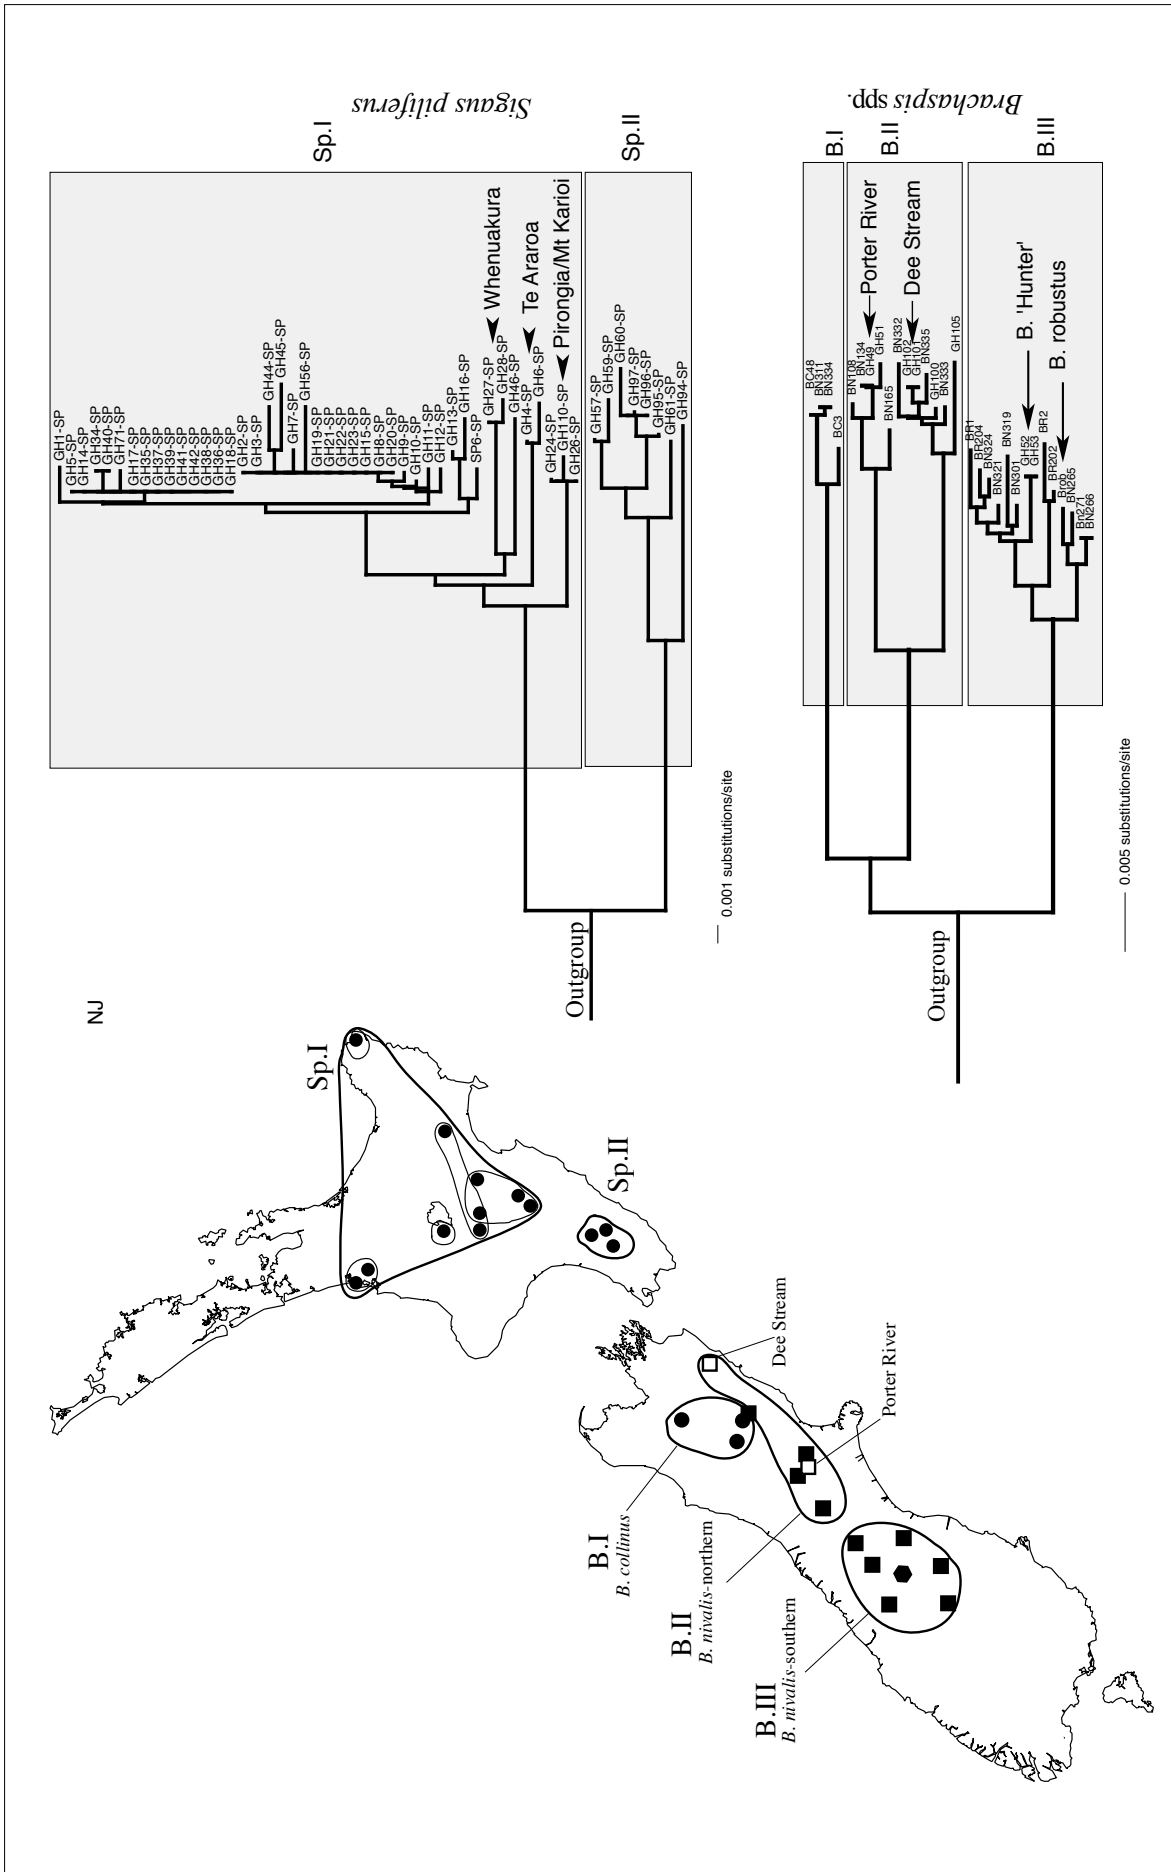 NJ
Sigaus piliferus
Sp.I
GH1-SP
GH5-SP
GH14-SP
GH34-SP
GH40-SP
GH71-SP
GH17-SP
GH35-SP
GH37-SP
GH39-SP
GH41-SP
GH42-SP
GH38-SP
GH36-SP
GH18-SP
GH2-SP
GH3-SP
GH44-SP
GH45-SP
GH7-SP
GH56-SP
GH19-SP
GH21-SP
GH22-SP
GH23-SP
GH15-SP
GH8-SP
GH20-SP
GH9-SP
GH10-SP
GH11-SP
GH12-SP
GH13-SP
GH16-SP
SP6-SP
GH27-SP
Whenuakura
GH28-SP
GH46-SP
GH4-SP
Te Araroa
GH6-SP
GH24-SP
GH110-SP
Pirongia/Mt Karioi
GH26-SP
Sp.II
GH57-SP
GH59-SP
GH60-SP
GH97-SP
GH96-SP
GH95-SP
GH61-SP
GH94-SP
Outgroup
0.001 substitutions/site
Brachaspis spp.
B.I
BC48
BN311
BN334
BC3
B.II
BN108
BN134
GH49
Porter River
GH51
BN165
BN332
GH102
Dee Stream
GH101
BN335
GH100
BN333
GH105
B.III
BR1
BR204
BN324
BN321
BN319
BN301
GH52
B. 'Hunter'
GH53
BR2
BR202
Brob
B. robustus
BN265
Bn271
BN266
Outgroup
0.005 substitutions/site
Sp.I
Sp.II
Dee Stream
Porter River
B.I
B. collinus
B.II
B. nivalis-northern
B.III
B. nivalis-southern